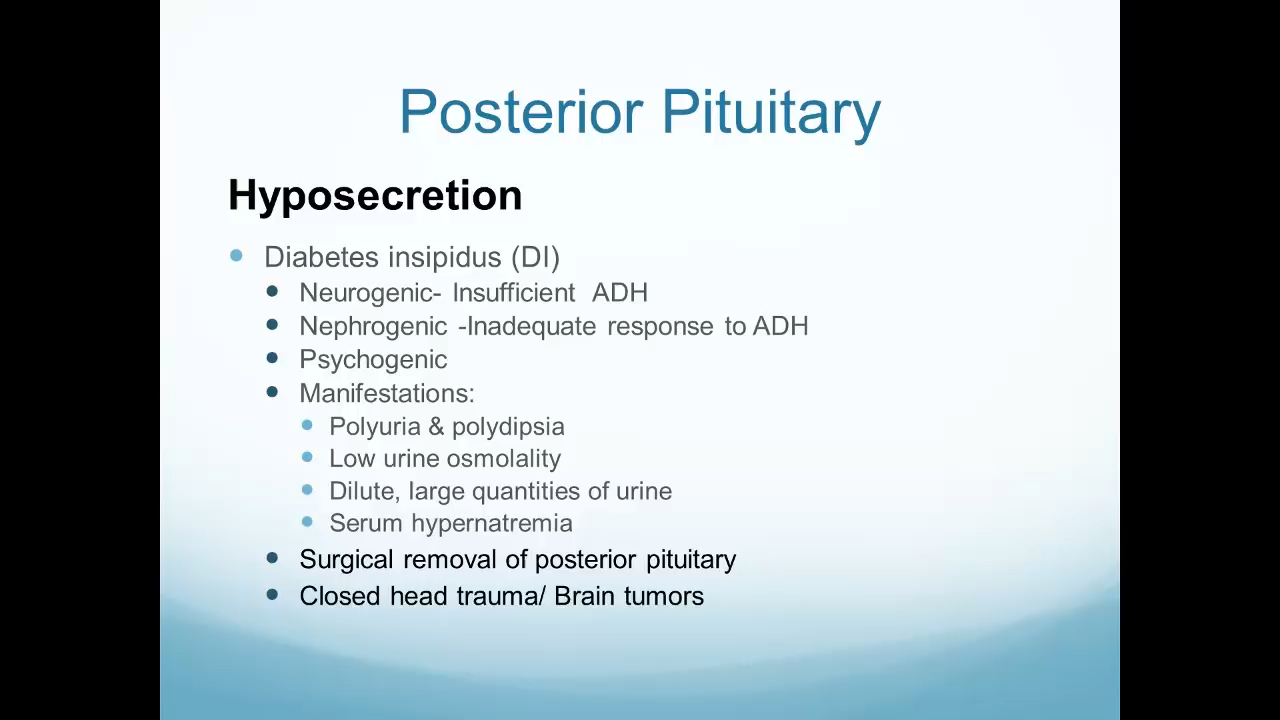 Posterior Pituitary
Hyposecretion
Diabetes insipidus (DI)
Neurogenic- Insufficient ADH
Nephrogenic -Inadequate response to ADH
Psychogenic
Manifestations:
Polyuria & polydipsia
Low urine osmolality
Dilute, large quantities of urine
Serum hypernatremia
Surgical removal of posterior pituitary
Closed head trauma/ Brain tumors